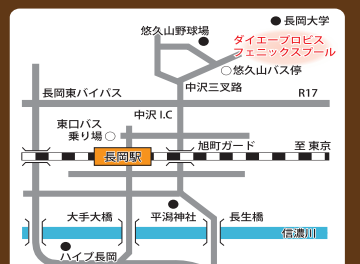 悠久山野球場
長岡大学
ダイエープロビス
フェニックスプール
悠久山バス停
中沢三叉路
長岡東バイパス
R17
中沢 I.C
東口バス
乗り場
旭町ガード
至 東京
長岡駅
大手大橋
平潟神社
長生橋
信濃川
ハイブ長岡